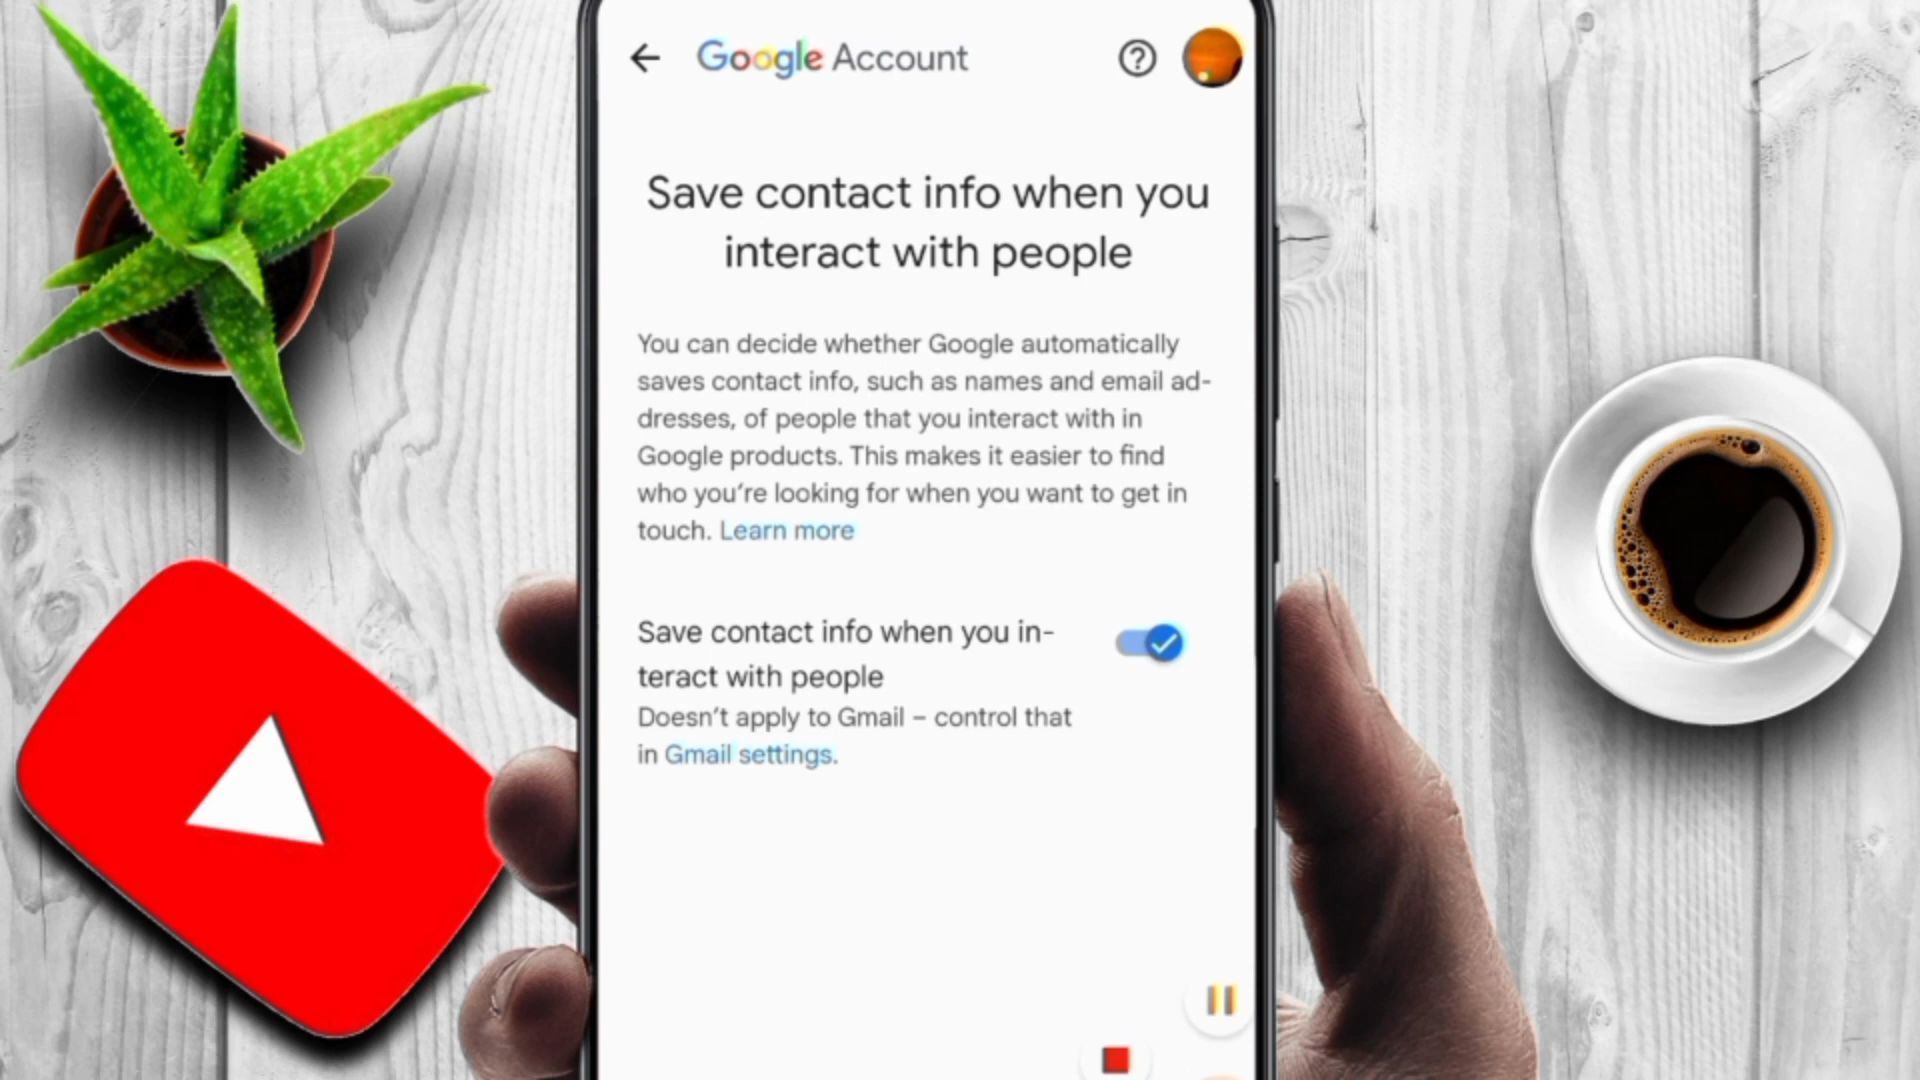 Google Account
Save contact info when you
interact with people
You can decide whether Google automatically
saves contact info, such as names and email ad-
dresses, of people that you interact with in
Google products. This makes it easier to find
who you're looking for when you want to get in
touch. Learn more
Save contact info when you in-
teract with people
Doesn't apply to Gmail – control that
in Gmail settings.